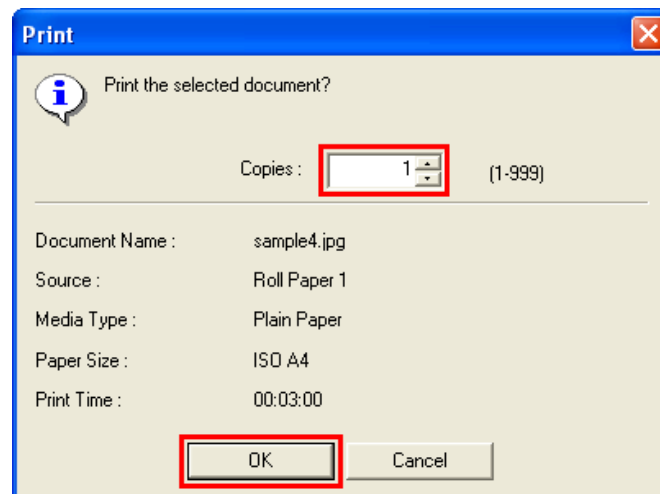 Print
Print the selected document?
Copies : 1 (1-999)
Document Name : sample4.jpg
Source : Roll Paper 1
Media Type : Plain Paper
Paper Size : ISO A4
Print Time : 00:03:00
OK Cancel